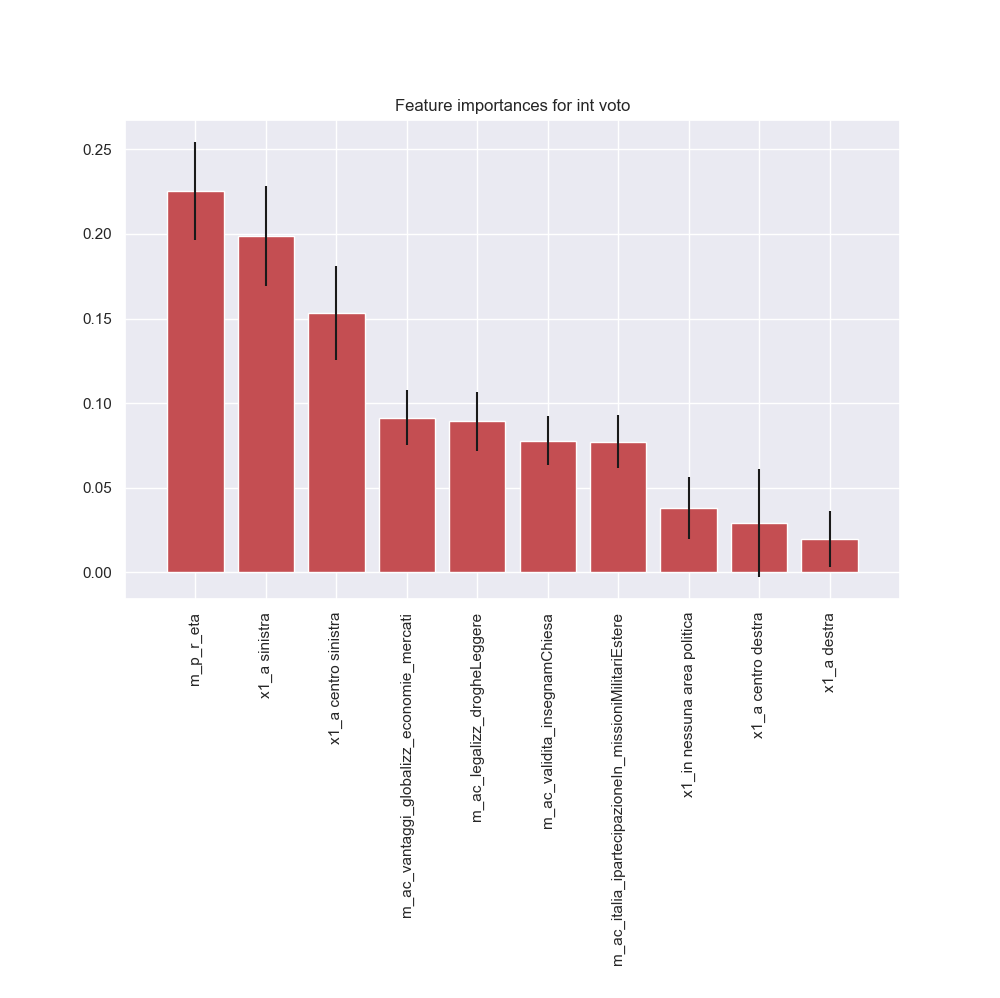 Feature importances for int voto
0.25
0.20
0.15
0.10
0.05
0.00
m_p_r_eta
x1_a sinistra
x1_a centro sinistra
m_ac_vantaggi_globalizz_economie_mercati
m_ac_legalizz_drogheLeggere
m_ac_validita_insegnamChiesa
m_ac_italia_ipartecipazioneIn_missioniMilitariEstere
x1_in nessuna area politica
x1_a centro destra
x1_a destra